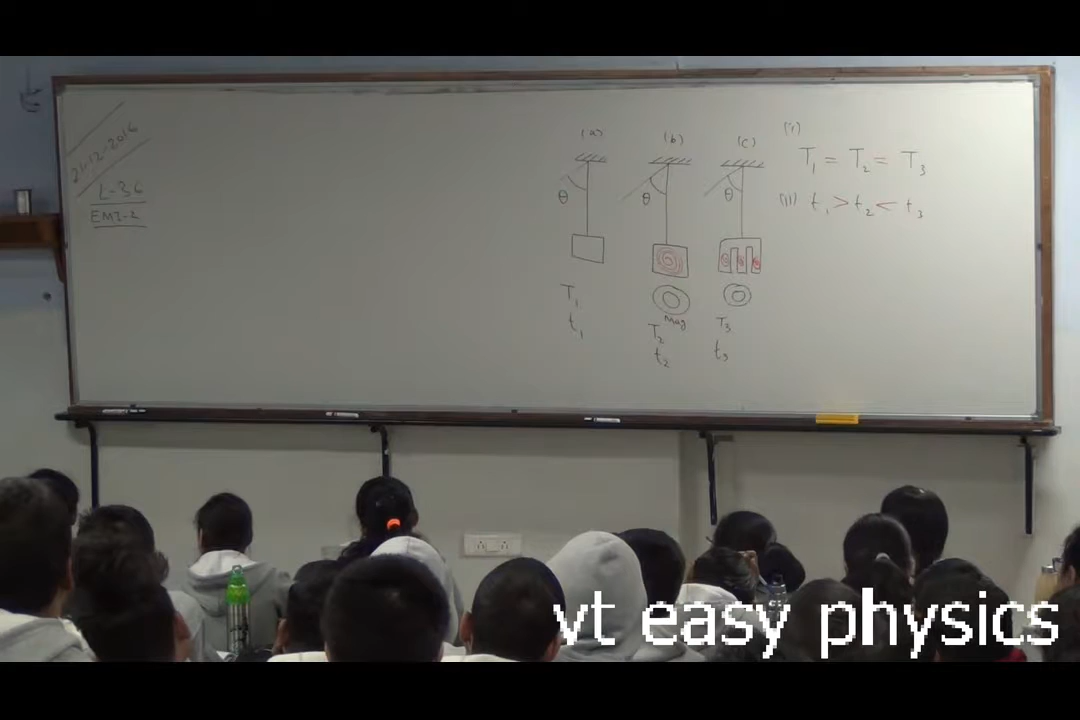 21-12-2016
L-36
EMI-2
(a)
(b)
(c)
θ
θ
θ
T₁
t₁
Mag
T₂
t₂
T₃
t₃
(i)
T₁ = T₂ = T₃
(ii) t₁ > t₂ < t₃
vt easy physics